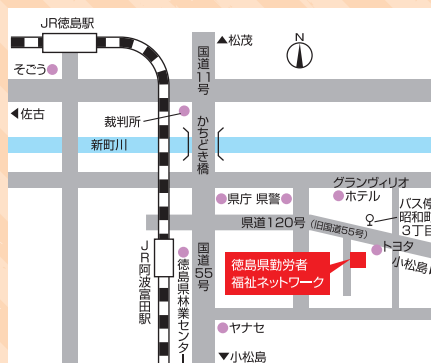 JR徳島駅
そごう
▲松茂
N
国道11号
◀佐古
裁判所
かちどき橋
新町川
県庁 県警
グランヴィリオ
ホテル
バス停
昭和町
3丁目
県道120号(旧国道55号)
トヨタ
小松島
JR阿波富田駅
徳島県林業センター
国道55号
徳島県勤労者
福祉ネットワーク
ヤナセ
▼小松島